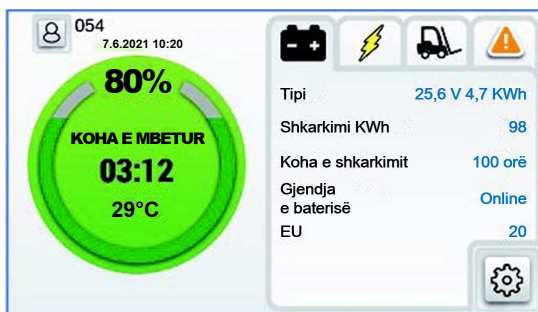 054
7.6.2021 10:20
80%
KOHA E MBETUR
03:12
29°C
Tipi 25,6 V 4,7 KWh
Shkarkimi KWh 98
Koha e shkarkimit 100 orë
Gjendja
e baterisë Online
EU 20